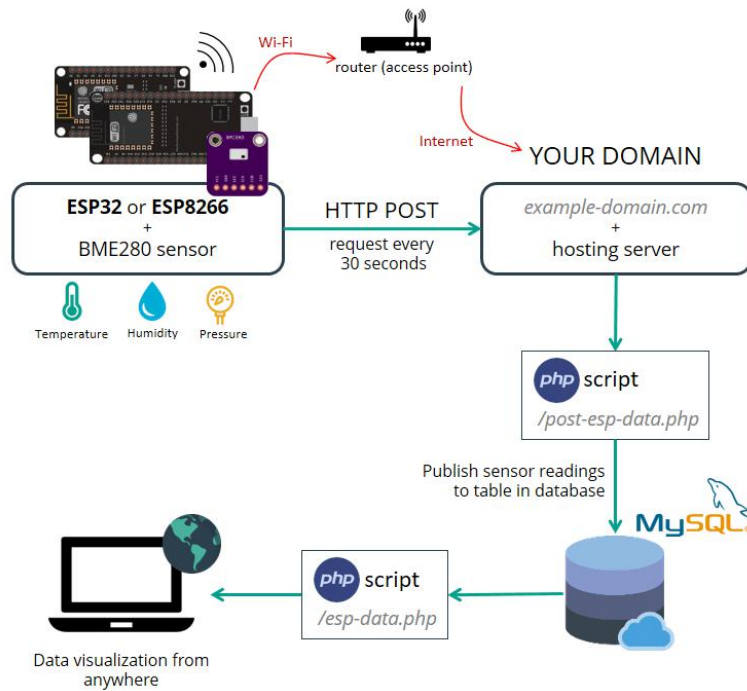 Wi-Fi
router (access point)
Internet
YOUR DOMAIN
BME280
ESP32 or ESP8266
+
BME280 sensor
HTTP POST
request every
30 seconds
example-domain.com
+
hosting server
Temperature
Humidity
Pressure
php script
/post-esp-data.php
Publish sensor readings
to table in database
MySQL
php script
/esp-data.php
Data visualization from
anywhere